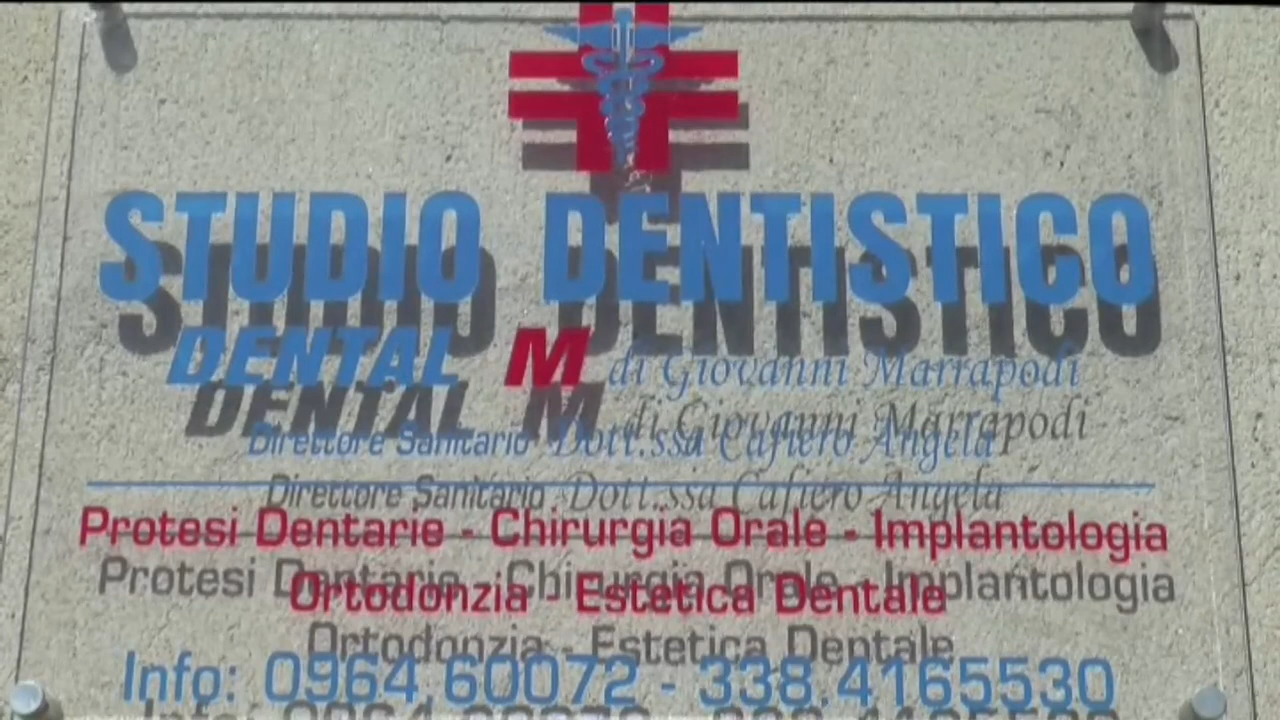 STUDIO DENTISTICO
DENTAL M di Giovanni Marrapodi
Direttore Sanitario Dott.ssa Cafiero Angela
Protesi Dentarie - Chirurgia Orale - Implantologia
Ortodonzia - Estetica Dentale
Info: 0964.60072 - 338.4165530